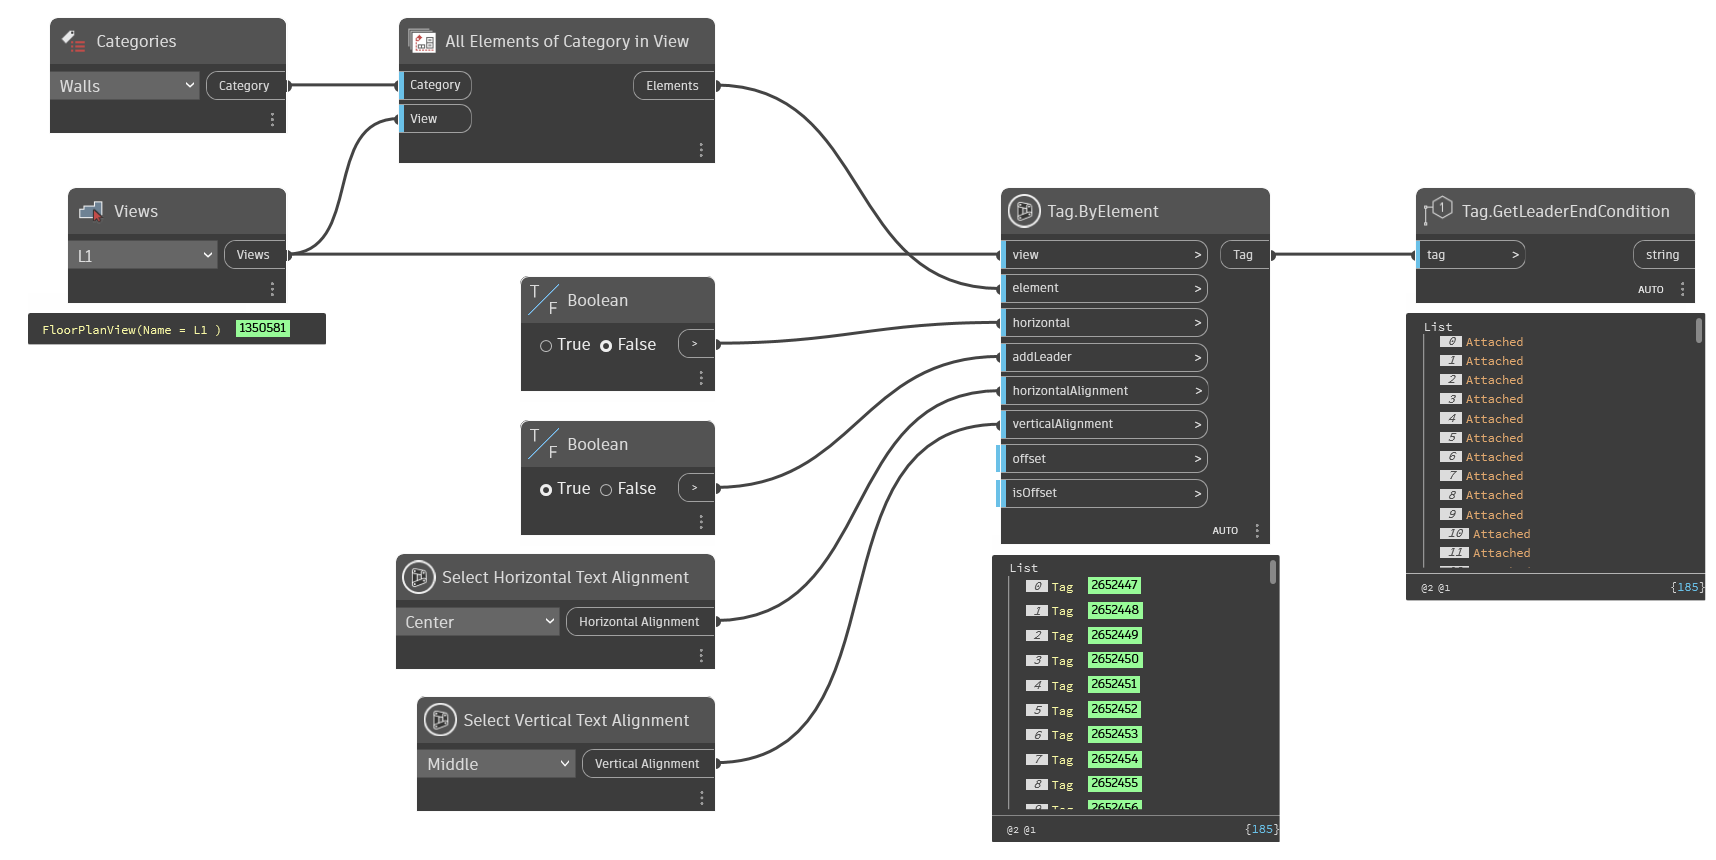 Categories
Walls
Category
All Elements of Category in View
Category
Elements
View
Views
L1
Views
FloorPlanView(Name = L1 ) 1350581
T
F
Boolean
True
False
>
T
F
Boolean
True
False
>
Select Horizontal Text Alignment
Center
Horizontal Alignment
Select Vertical Text Alignment
Middle
Vertical Alignment
Tag.ByElement
view >
Tag
element >
horizontal >
addLeader >
horizontalAlignment >
verticalAlignment >
offset >
isOffset >
AUTO
List
0 Tag 2652447
1 Tag 2652448
2 Tag 2652449
3 Tag 2652450
4 Tag 2652451
5 Tag 2652452
6 Tag 2652453
7 Tag 2652454
8 Tag 2652455
9 Tag 2652456
@2 @1 {185}
1
Tag.GetLeaderEndCondition
tag >
string
AUTO
List
0 Attached
1 Attached
2 Attached
3 Attached
4 Attached
5 Attached
6 Attached
7 Attached
8 Attached
9 Attached
10 Attached
11 Attached
@2 @1 {185}